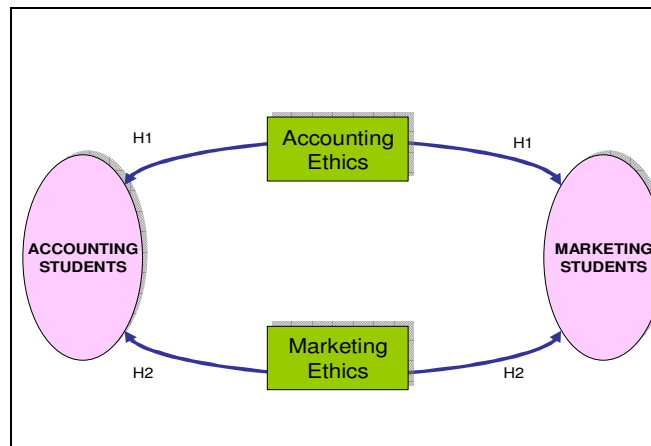 H1
Accounting
Ethics
H1
ACCOUNTING
STUDENTS
MARKETING
STUDENTS
Marketing
Ethics
H2
H2